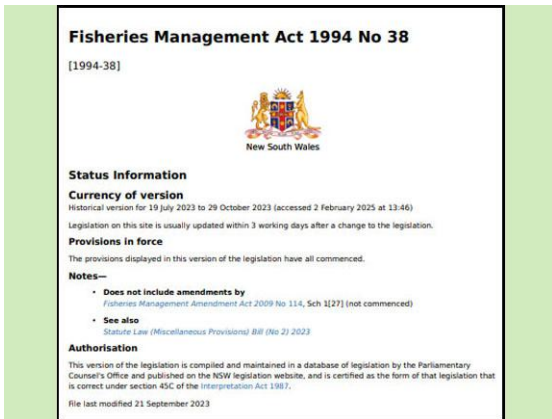 Fisheries Management Act 1994 No 38
[1994-38]
New South Wales
Status Information
Currency of version
Historical version for 19 July 2023 to 29 October 2023 (accessed 2 February 2025 at 13:46)
Legislation on this site is usually updated within 3 working days after a change to the legislation.
Provisions in force
The provisions displayed in this version of the legislation have all commenced.
Notes—
• Does not include amendments by
Fisheries Management Amendment Act 2009 No 114, Sch 1[27] (not commenced)
• See also
Statute Law (Miscellaneous Provisions) Bill (No 2) 2023
Authorisation
This version of the legislation is compiled and maintained in a database of legislation by the Parliamentary
Counsel's Office and published on the NSW legislation website, and is certified as the form of that legislation that
is correct under section 45C of the Interpretation Act 1987.
File last modified 21 September 2023